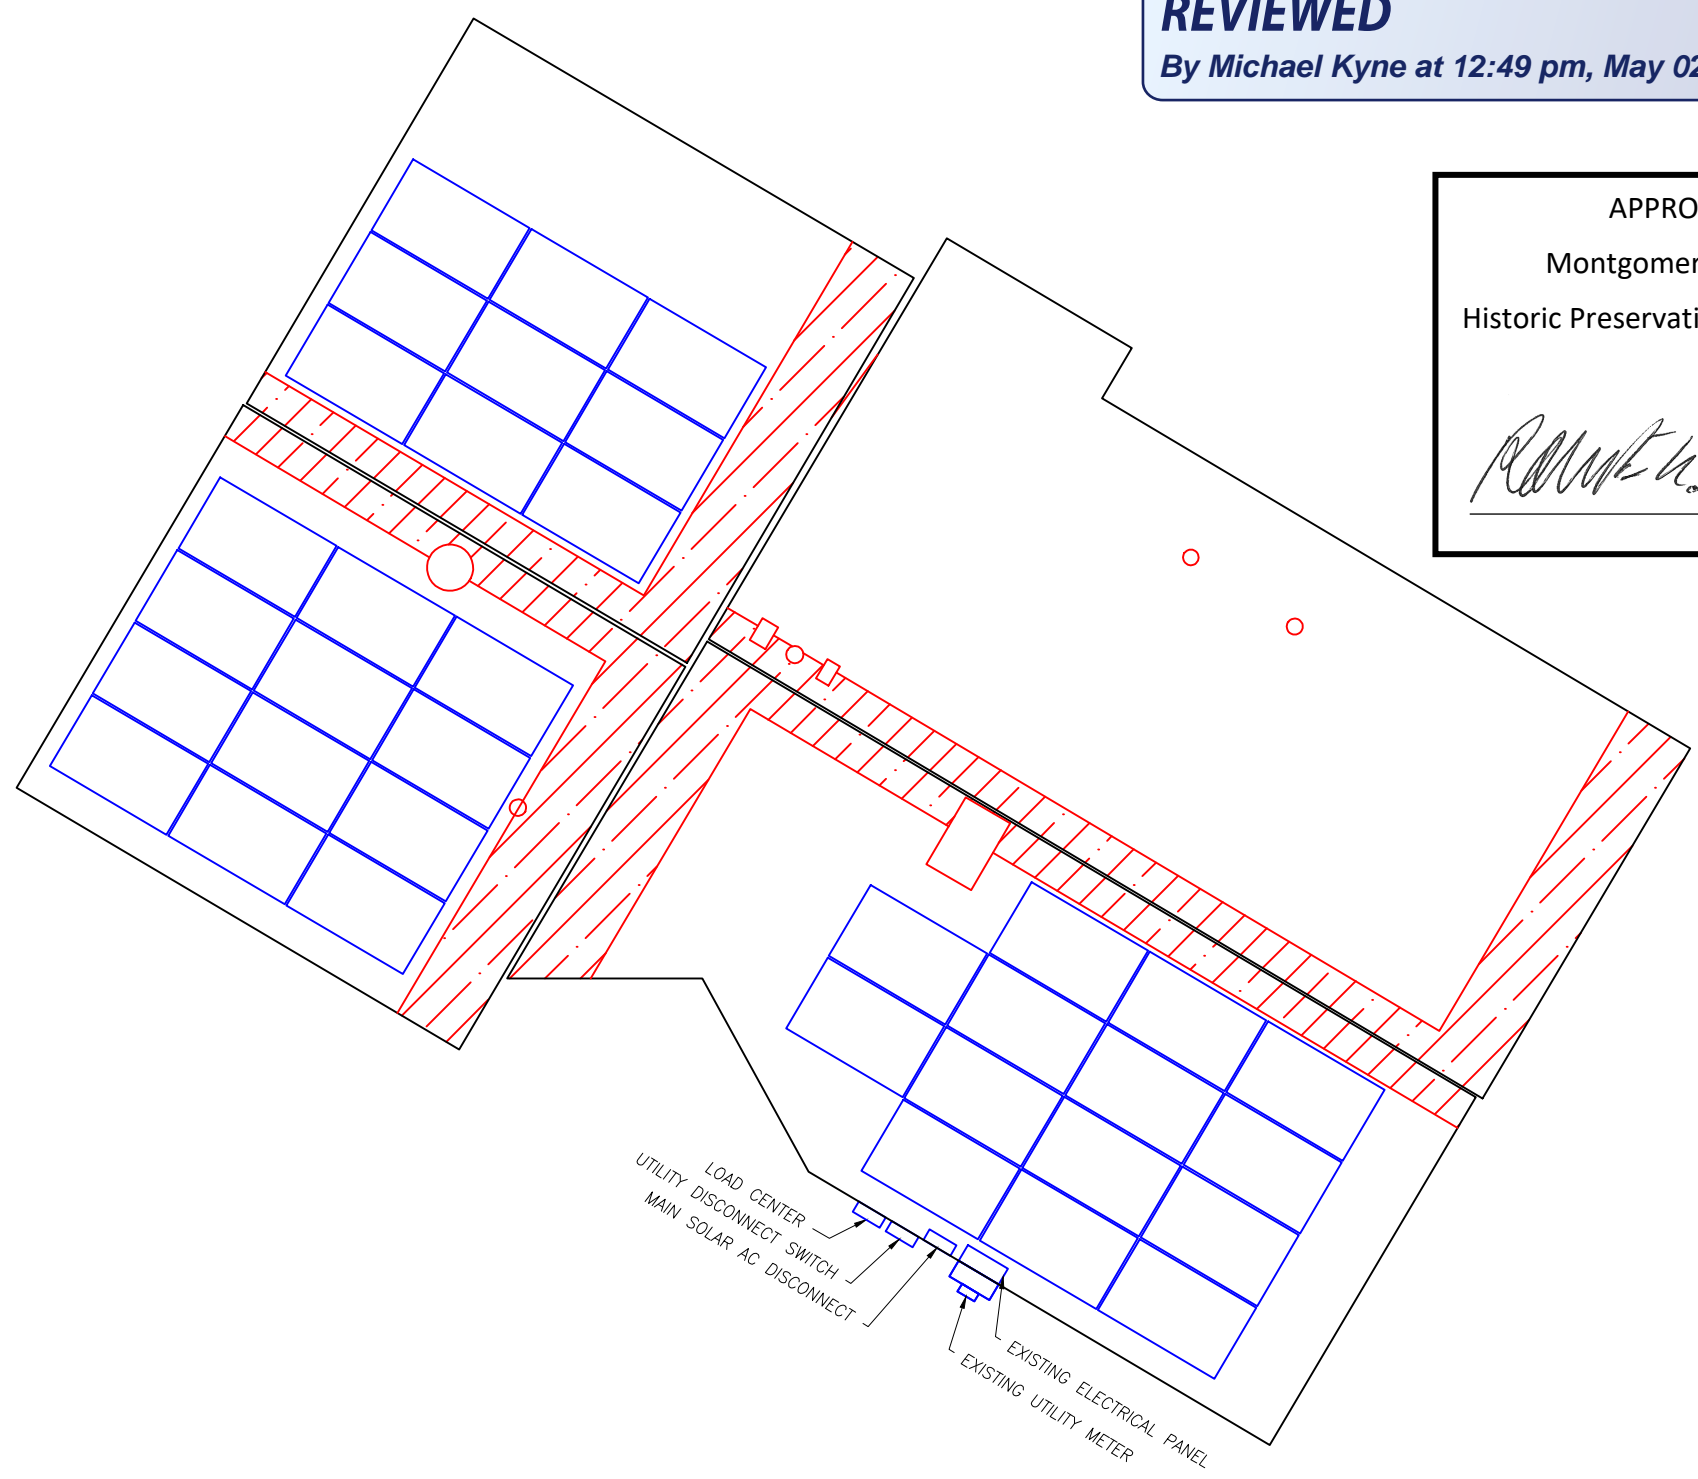 REVIEWED
By Michael Kyne at 12:49 pm, May 02
APPRO
Montgomer
Historic Preservati
LOAD CENTER
UTILITY DISCONNECT SWITCH
MAIN SOLAR AC DISCONNECT
EXISTING ELECTRICAL PANEL
EXISTING UTILITY METER